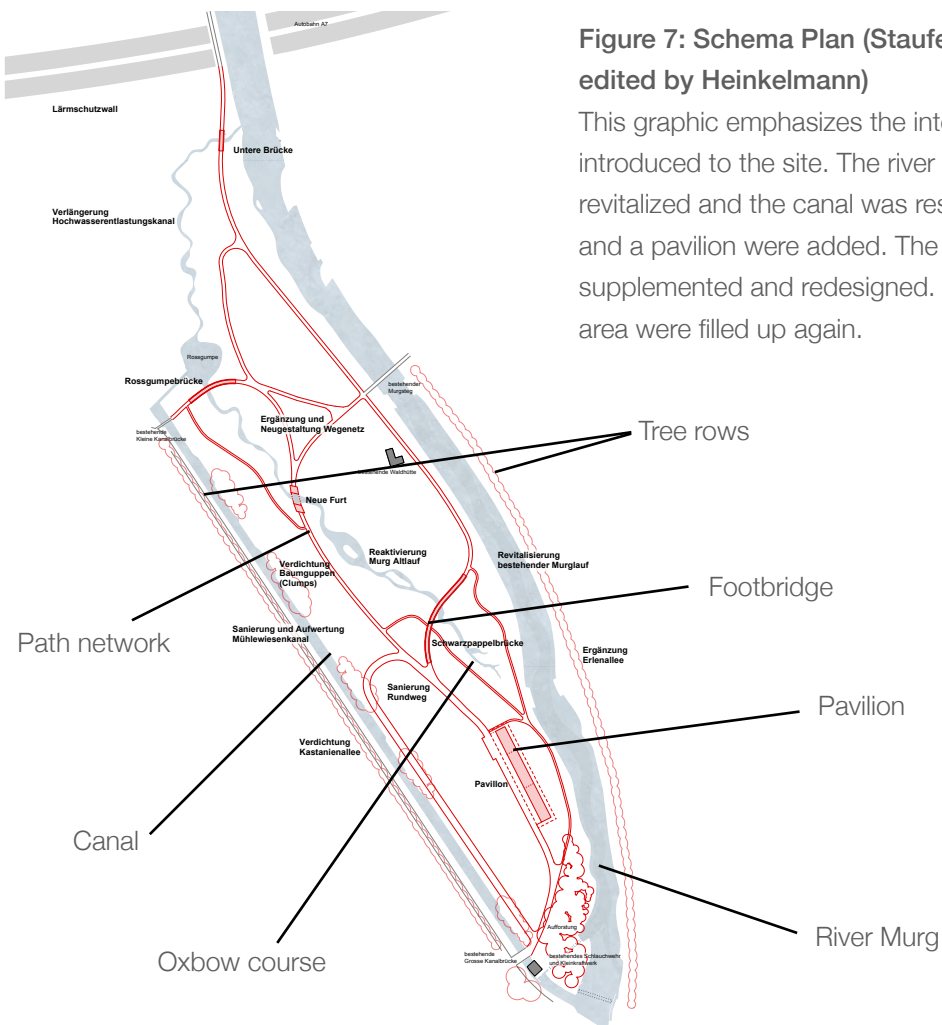 Autobahn A7
Figure 7: Schema Plan (Staufe
edited by Heinkelmann)
This graphic emphasizes the inte
introduced to the site. The river
revitalized and the canal was res
and a pavilion were added. The
supplemented and redesigned.
area were filled up again.
Lärmschutzwall
Untere Brücke
Verlängerung
Hochwasserentlastungskanal
Rossgumpe
Rossgumpebrücke
bestehender
Murgsteg
bestehende
Kleine Kanalbrücke
Ergänzung und
Neugestaltung Wegenetz
Tree rows
bestehende Waldhütte
Neue Furt
Reaktivierung
Murg Altlauf
Revitalisierung
bestehender Murglauf
Verdichtung
Baumguppen
(Clumps)
Footbridge
Path network
Sanierung und Aufwertung
Mühlewiesenkanal
Schwarzpappelbrücke
Ergänzung
Erlenallee
Sanierung
Rundweg
Pavilion
Verdichtung
Kastanienallee
Pavillon
Canal
Aufforstung
River Murg
Oxbow course
bestehende
Grosse Kanalbrücke
bestehendes Schlauchwehr
und Kleinkraftwerk